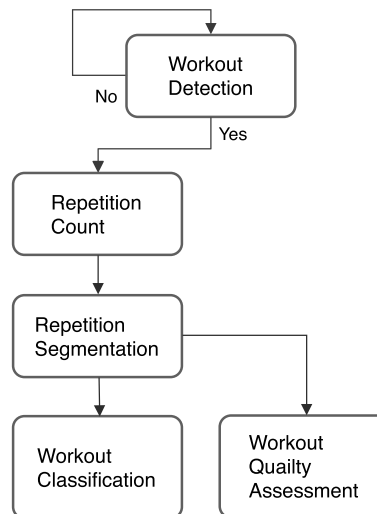 Workout
Detection
No
Yes
Repetition
Count
Repetition
Segmentation
Workout
Classification
Workout
Quailty
Assessment